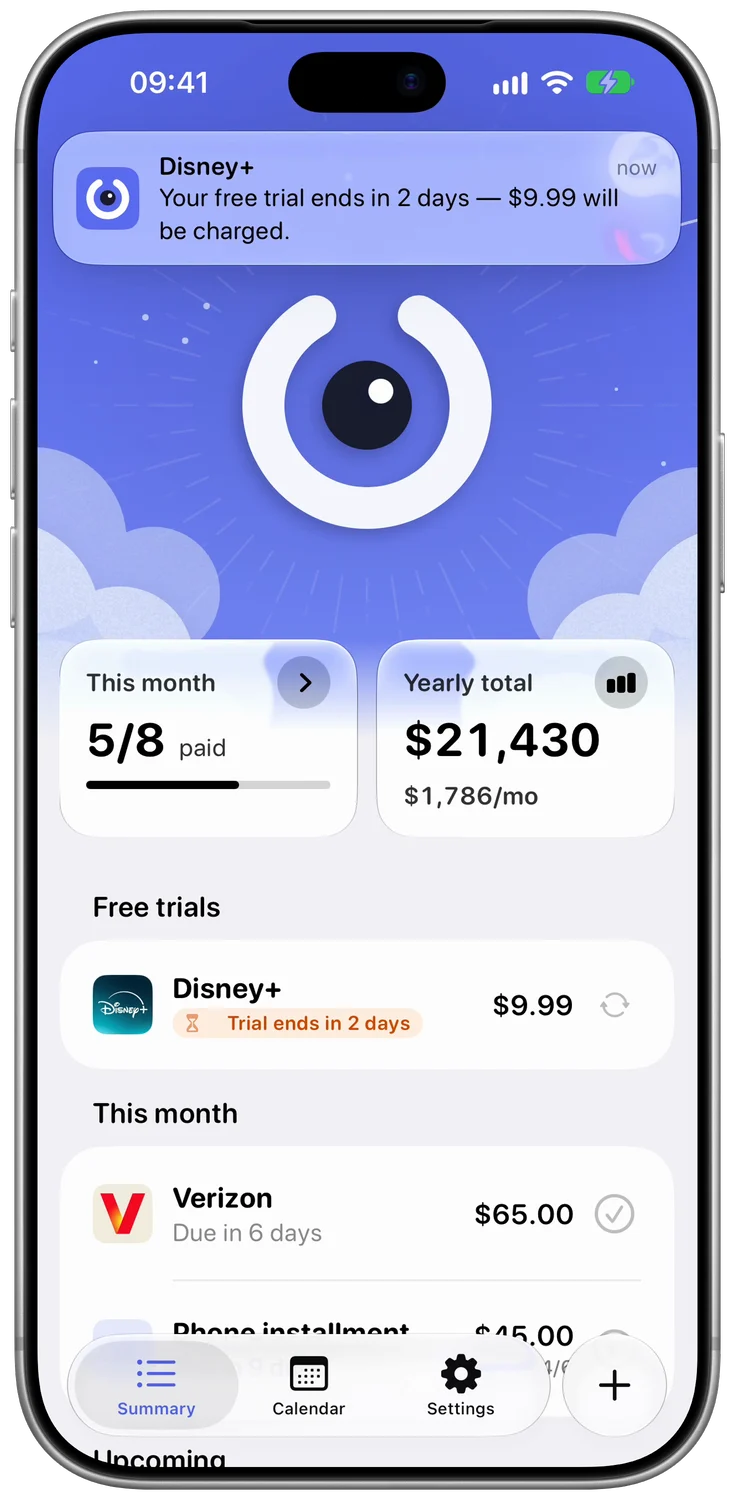 09:41
Disney+
now
Your free trial ends in 2 days — $9.99 will
be charged.
This month
5/8 paid
Yearly total
$21,430
$1,786/mo
Free trials
Disney+
Disney+
$9.99
Trial ends in 2 days
This month
Verizon
$65.00
Due in 6 days
Phone installment
$45.00
Summary
Calendar
Settings
Upcoming